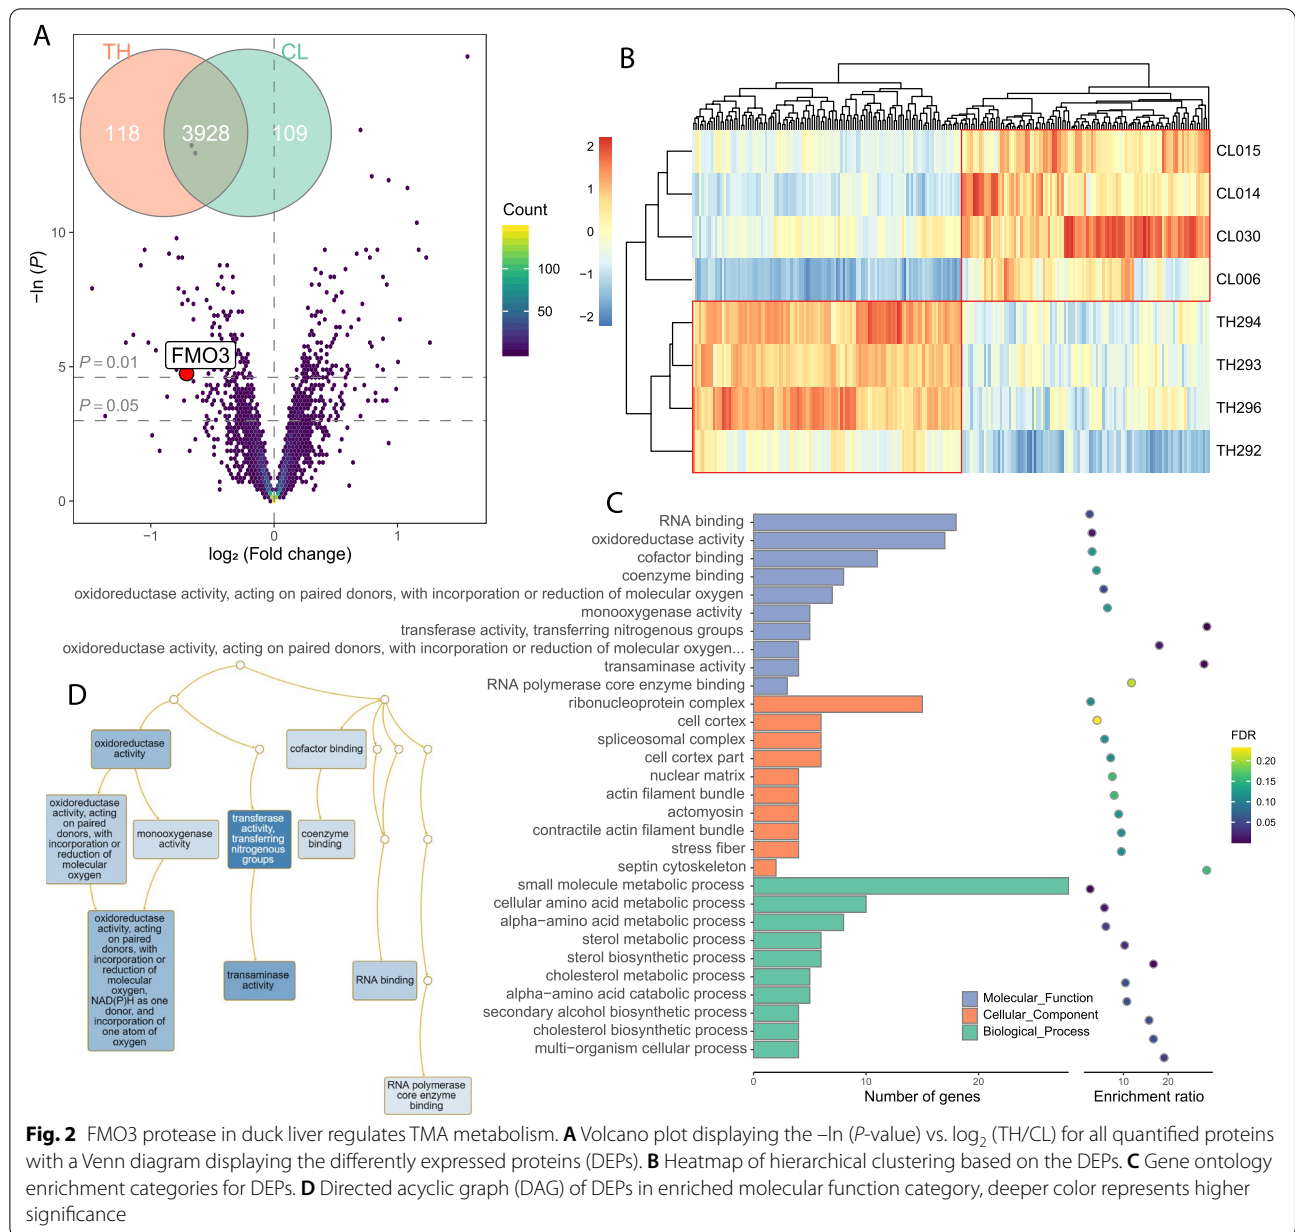 A
TH
CL
118
3928
109
15
10
5
0
−ln (P)
P = 0.01
P = 0.05
FMO3
−1
0
1
log₂ (Fold change)
Count
100
50
B
2
1
0
−1
−2
CL015
CL014
CL030
CL006
TH294
TH293
TH296
TH292
C
RNA binding
oxidoreductase activity
cofactor binding
coenzyme binding
oxidoreductase activity, acting on paired donors, with incorporation or reduction of molecular oxygen
monooxygenase activity
transferase activity, transferring nitrogenous groups
oxidoreductase activity, acting on paired donors, with incorporation or reduction of molecular oxygen...
transaminase activity
RNA polymerase core enzyme binding
ribonucleoprotein complex
cell cortex
spliceosomal complex
cell cortex part
nuclear matrix
actin filament bundle
actomyosin
contractile actin filament bundle
stress fiber
septin cytoskeleton
small molecule metabolic process
cellular amino acid metabolic process
alpha−amino acid metabolic process
sterol metabolic process
sterol biosynthetic process
cholesterol metabolic process
alpha−amino acid catabolic process
secondary alcohol biosynthetic process
cholesterol biosynthetic process
multi−organism cellular process
Molecular_Function
Cellular_Component
Biological_Process
0
10
20
Number of genes
10
20
Enrichment ratio
FDR
0.20
0.10
0.05
D
oxidoreductase
activity
cofactor binding
oxidoreductase
activity, acting
on paired
donors, with
incorporation or
reduction of
molecular
oxygen
monooxygenase
activity
transferase
activity,
transferring
nitrogenous
groups
coenzyme
binding
oxidoreductase
activity, acting
on paired
donors, with
incorporation or
reduction of
molecular
oxygen,
NAD(P)H as one
donor, and
incorporation of
one atom of
oxygen
transaminase
activity
RNA binding
RNA polymerase
core enzyme
binding
Fig. 2 FMO3 protease in duck liver regulates TMA metabolism. A Volcano plot displaying the –ln (P-value) vs. log₂ (TH/CL) for all quantified proteins
with a Venn diagram displaying the differently expressed proteins (DEPs). B Heatmap of hierarchical clustering based on the DEPs. C Gene ontology
enrichment categories for DEPs. D Directed acyclic graph (DAG) of DEPs in enriched molecular function category, deeper color represents higher
significance